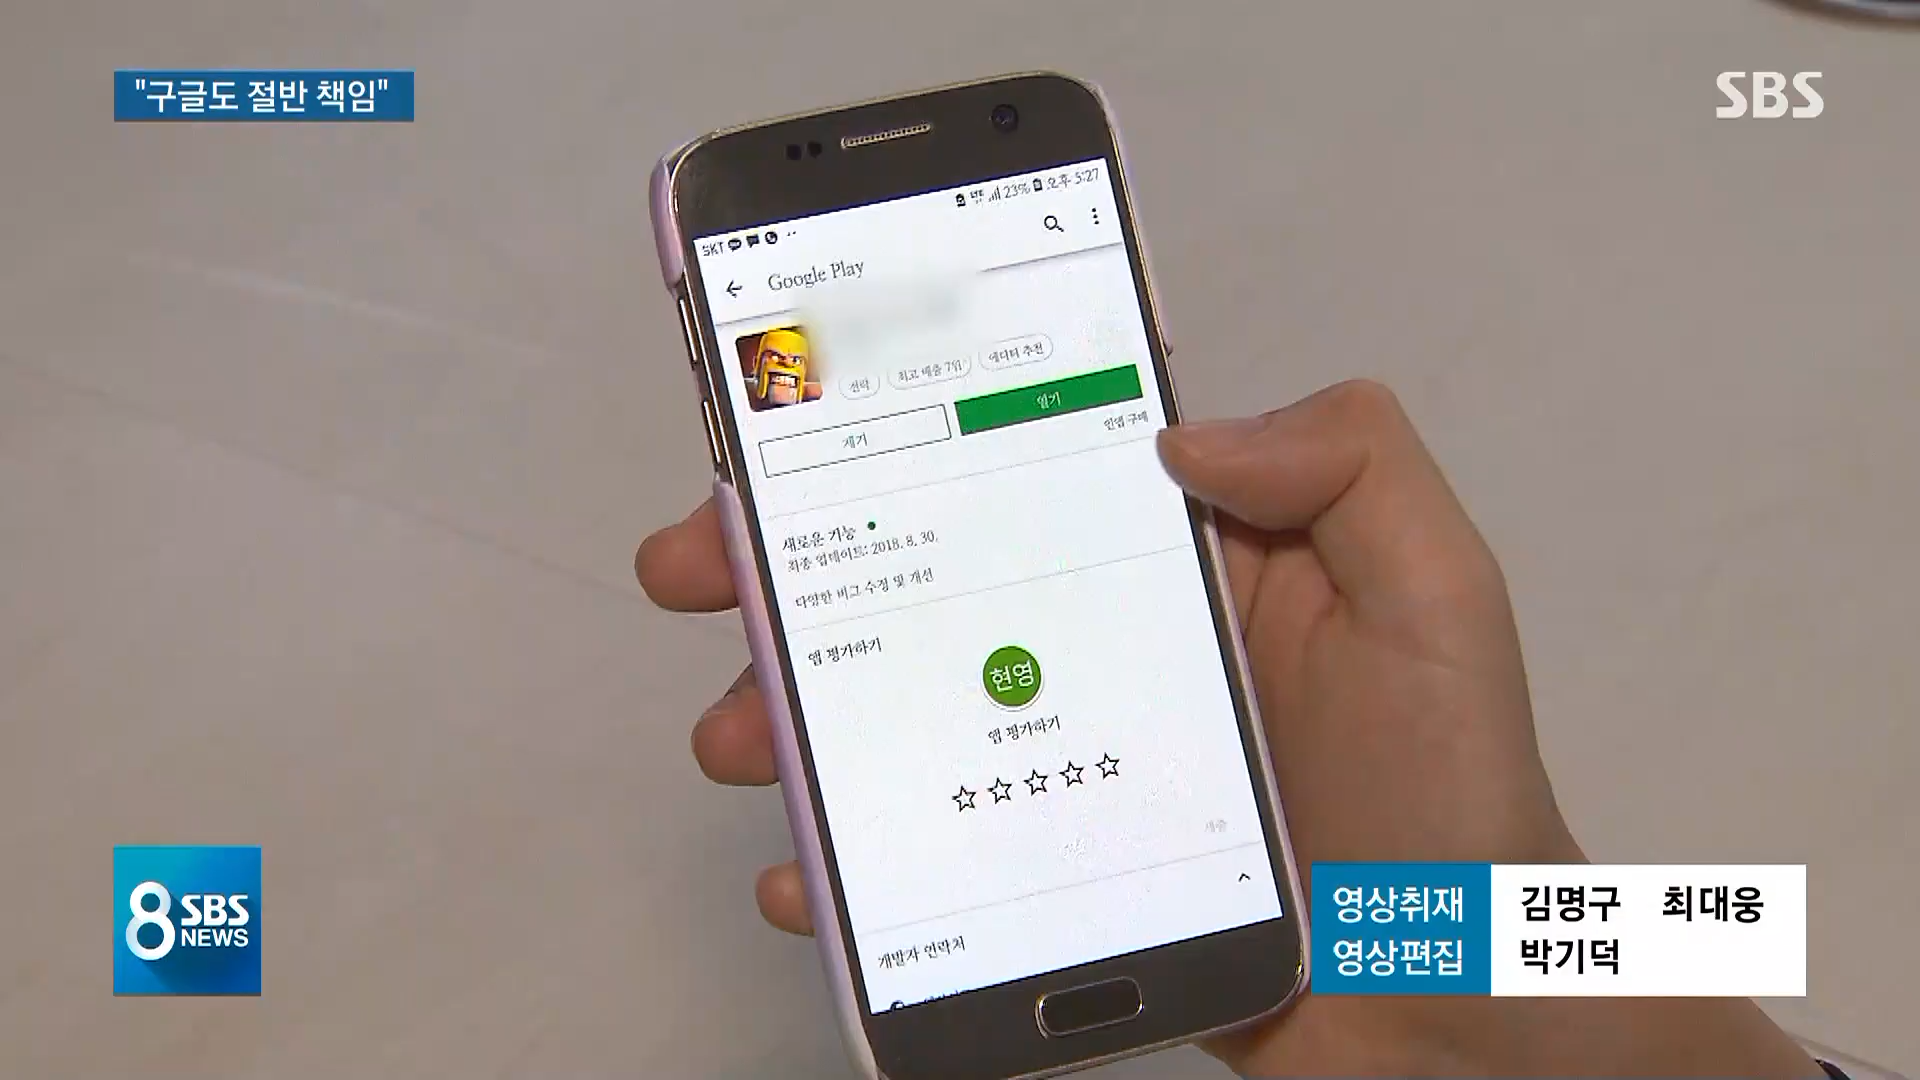 "구글도 절반 책임"
SBS
23% 오후 5:27
SKT
Google Play
전략 최고 매출 7위 에디터 추천
제거 열기
인앱 구매
새로운 기능
최종 업데이트: 2018. 8. 30.
다양한 버그 수정 및 개선
앱 평가하기
현영
앱 평가하기
제출
개발자 연락처
8 SBS NEWS
영상취재 김명구 최대웅
영상편집 박기덕